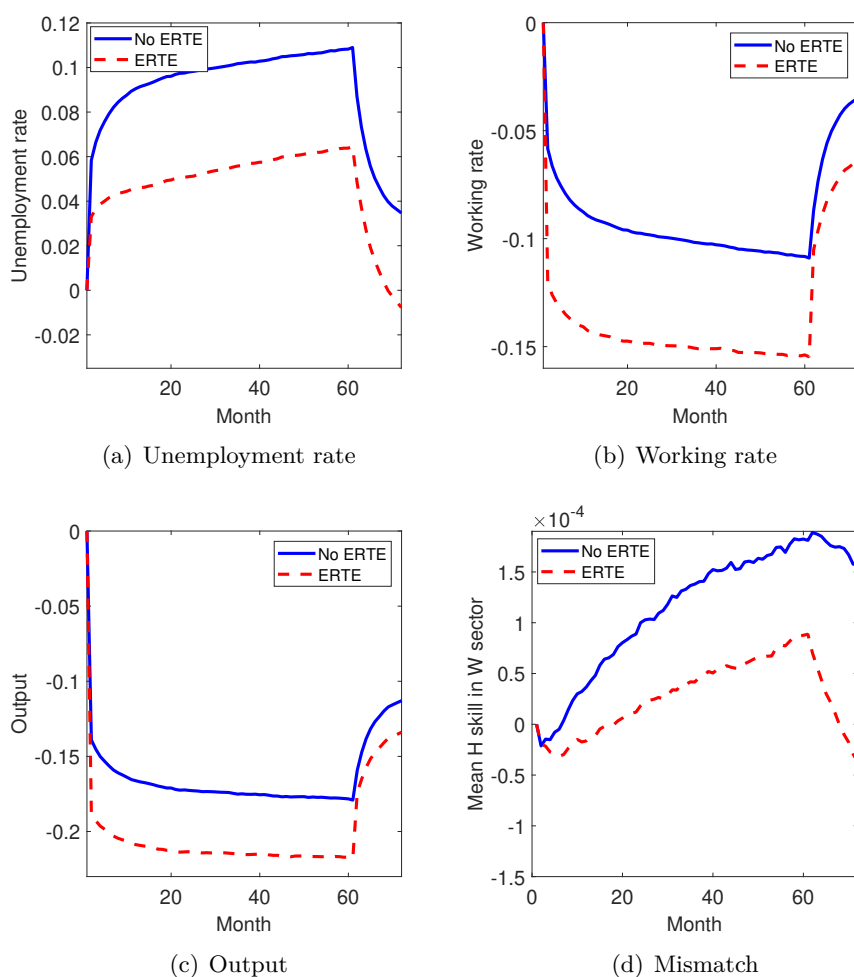 0.12
0.1
0.08
0.06
0.04
0.02
0
-0.02
No ERTE
ERTE
Unemployment rate
20 40 60
Month
(a) Unemployment rate
0
-0.05
-0.1
-0.15
No ERTE
ERTE
Working rate
20 40 60
Month
(b) Working rate
0
-0.05
-0.1
-0.15
-0.2
No ERTE
ERTE
Output
20 40 60
Month
(c) Output
×10-4
1.5
1
0.5
0
-0.5
-1
-1.5
No ERTE
ERTE
Mean H skill in W sector
0 20 40 60
Month
(d) Mismatch